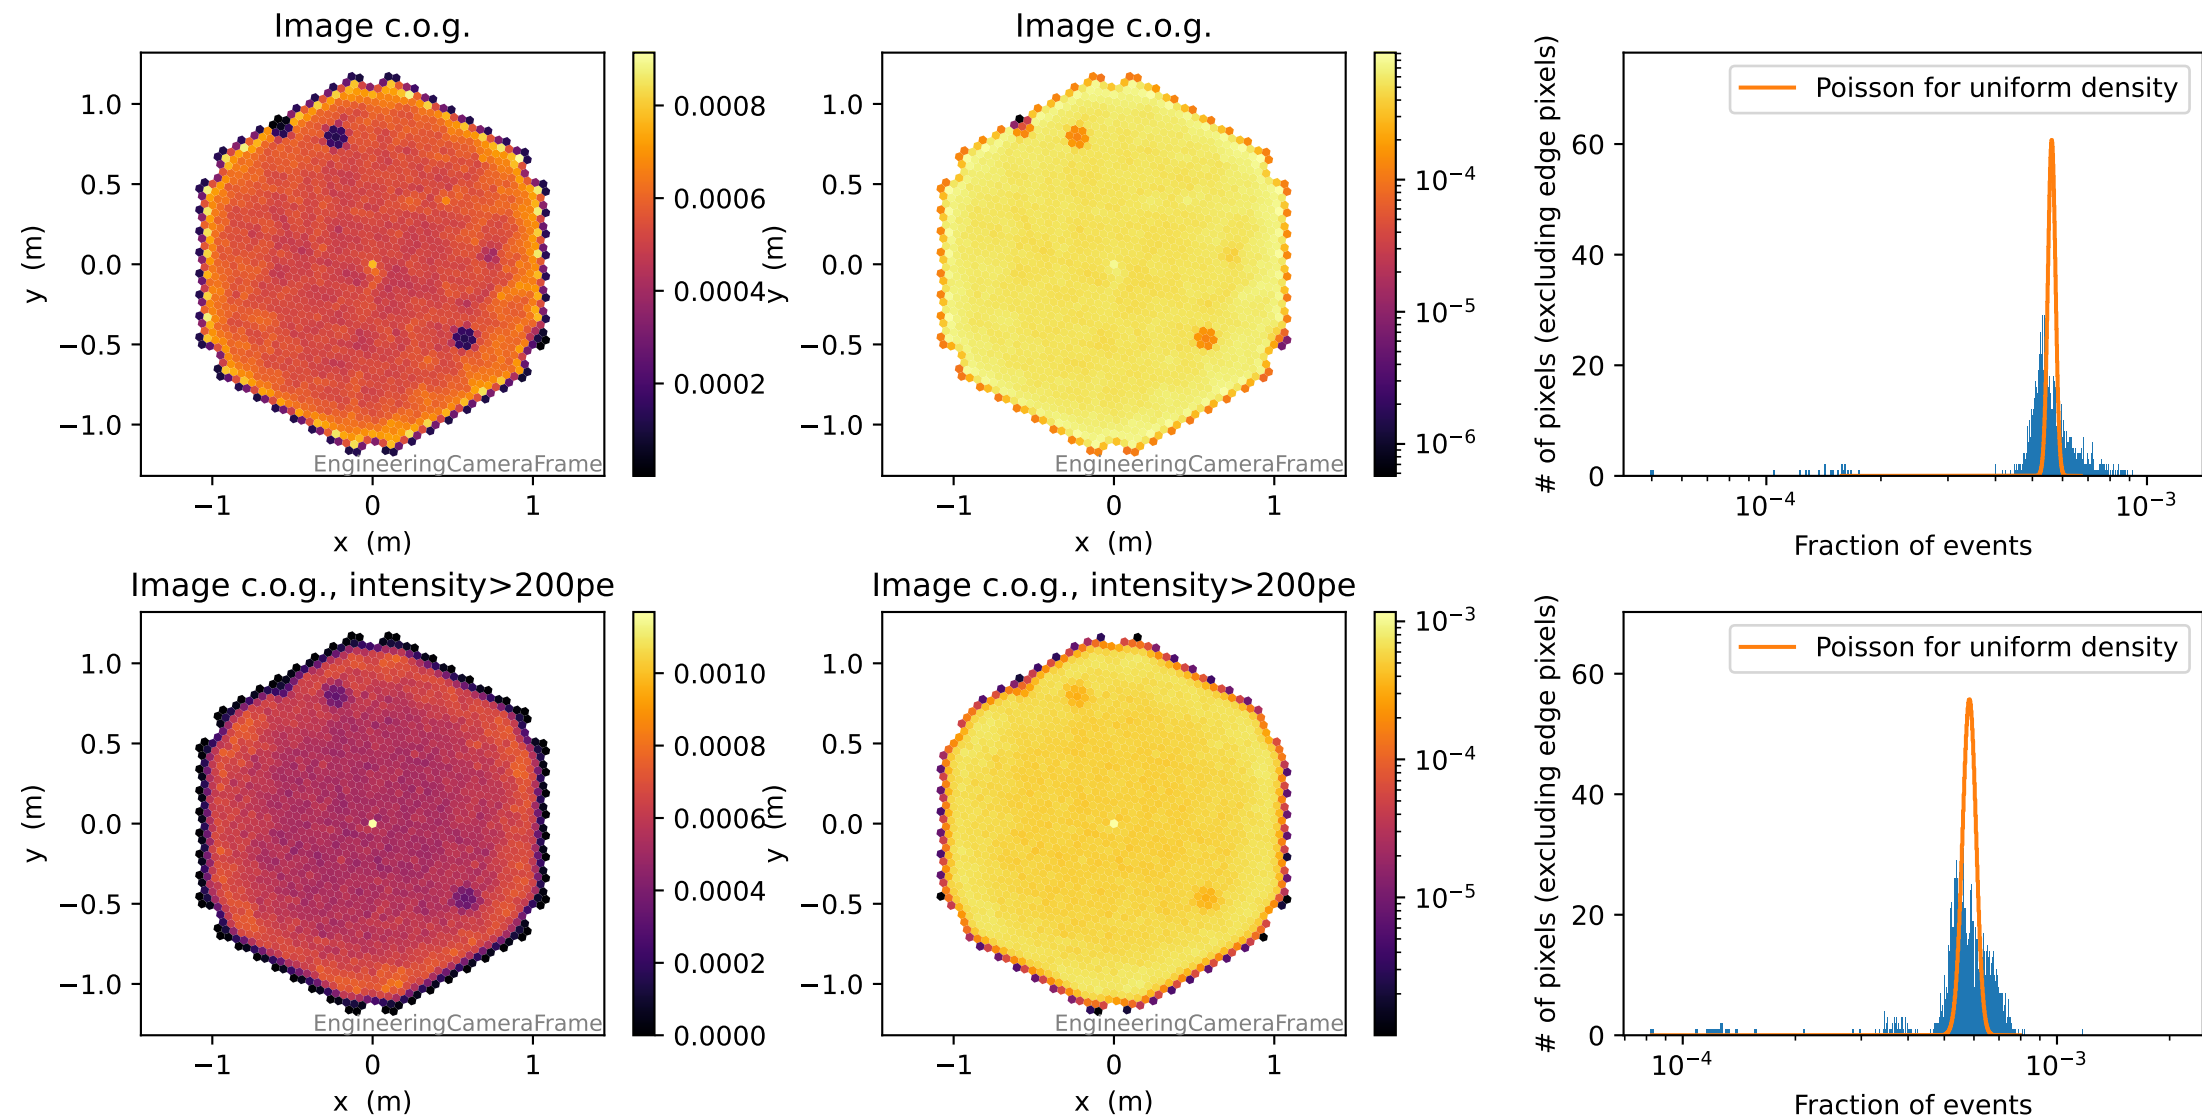 Image c.o.g.
y (m)
1.0
0.5
0.0
−0.5
−1.0
EngineeringCameraFrame
−1 0 1
x (m)
0.0008
0.0006
0.0004
0.0002
Image c.o.g.
y (m)
1.0
0.5
0.0
−0.5
−1.0
EngineeringCameraFrame
−1 0 1
x (m)
10⁻⁴
10⁻⁵
10⁻⁶
# of pixels (excluding edge pixels)
Poisson for uniform density
60
40
20
0
10⁻⁴ 10⁻³
Fraction of events
Image c.o.g., intensity>200pe
y (m)
1.0
0.5
0.0
−0.5
−1.0
EngineeringCameraFrame
−1 0 1
x (m)
0.0010
0.0008
0.0006
0.0004
0.0002
0.0000
Image c.o.g., intensity>200pe
y (m)
1.0
0.5
0.0
−0.5
−1.0
EngineeringCameraFrame
−1 0 1
x (m)
10⁻³
10⁻⁴
10⁻⁵
# of pixels (excluding edge pixels)
Poisson for uniform density
60
40
20
0
10⁻⁴ 10⁻³
Fraction of events